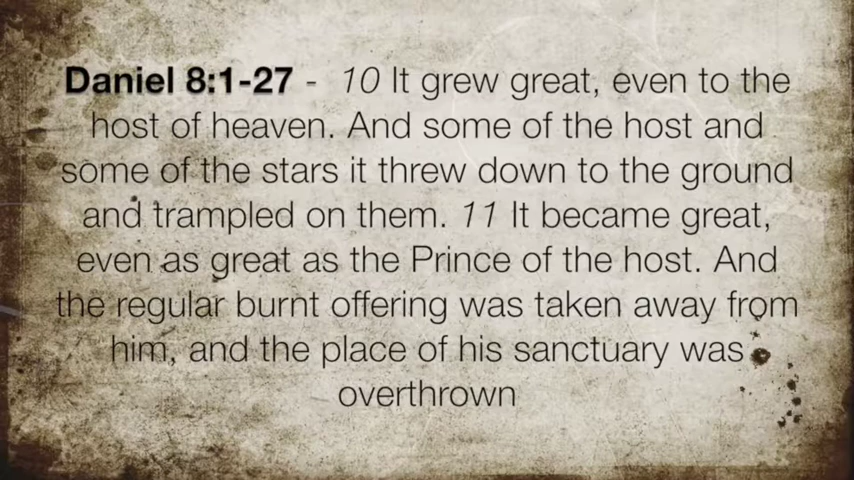 Daniel 8:1-27 - 10 It grew great, even to the
host of heaven. And some of the host and
some of the stars it threw down to the ground
and trampled on them. 11 It became great,
even as great as the Prince of the host. And
the regular burnt offering was taken away from
him, and the place of his sanctuary was
overthrown